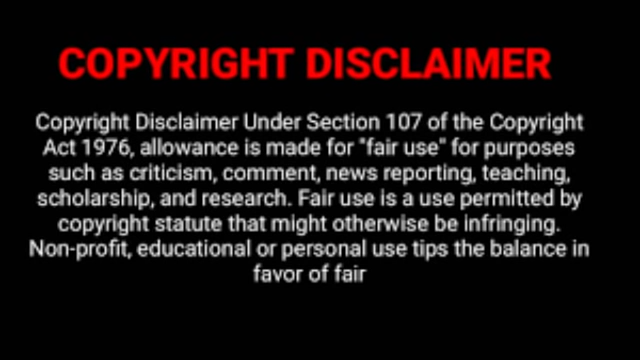 COPYRIGHT DISCLAIMER
Copyright Disclaimer Under Section 107 of the Copyright
Act 1976, allowance is made for "fair use" for purposes
such as criticism, comment, news reporting, teaching,
scholarship, and research. Fair use is a use permitted by
copyright statute that might otherwise be infringing.
Non-profit, educational or personal use tips the balance in
favor of fair